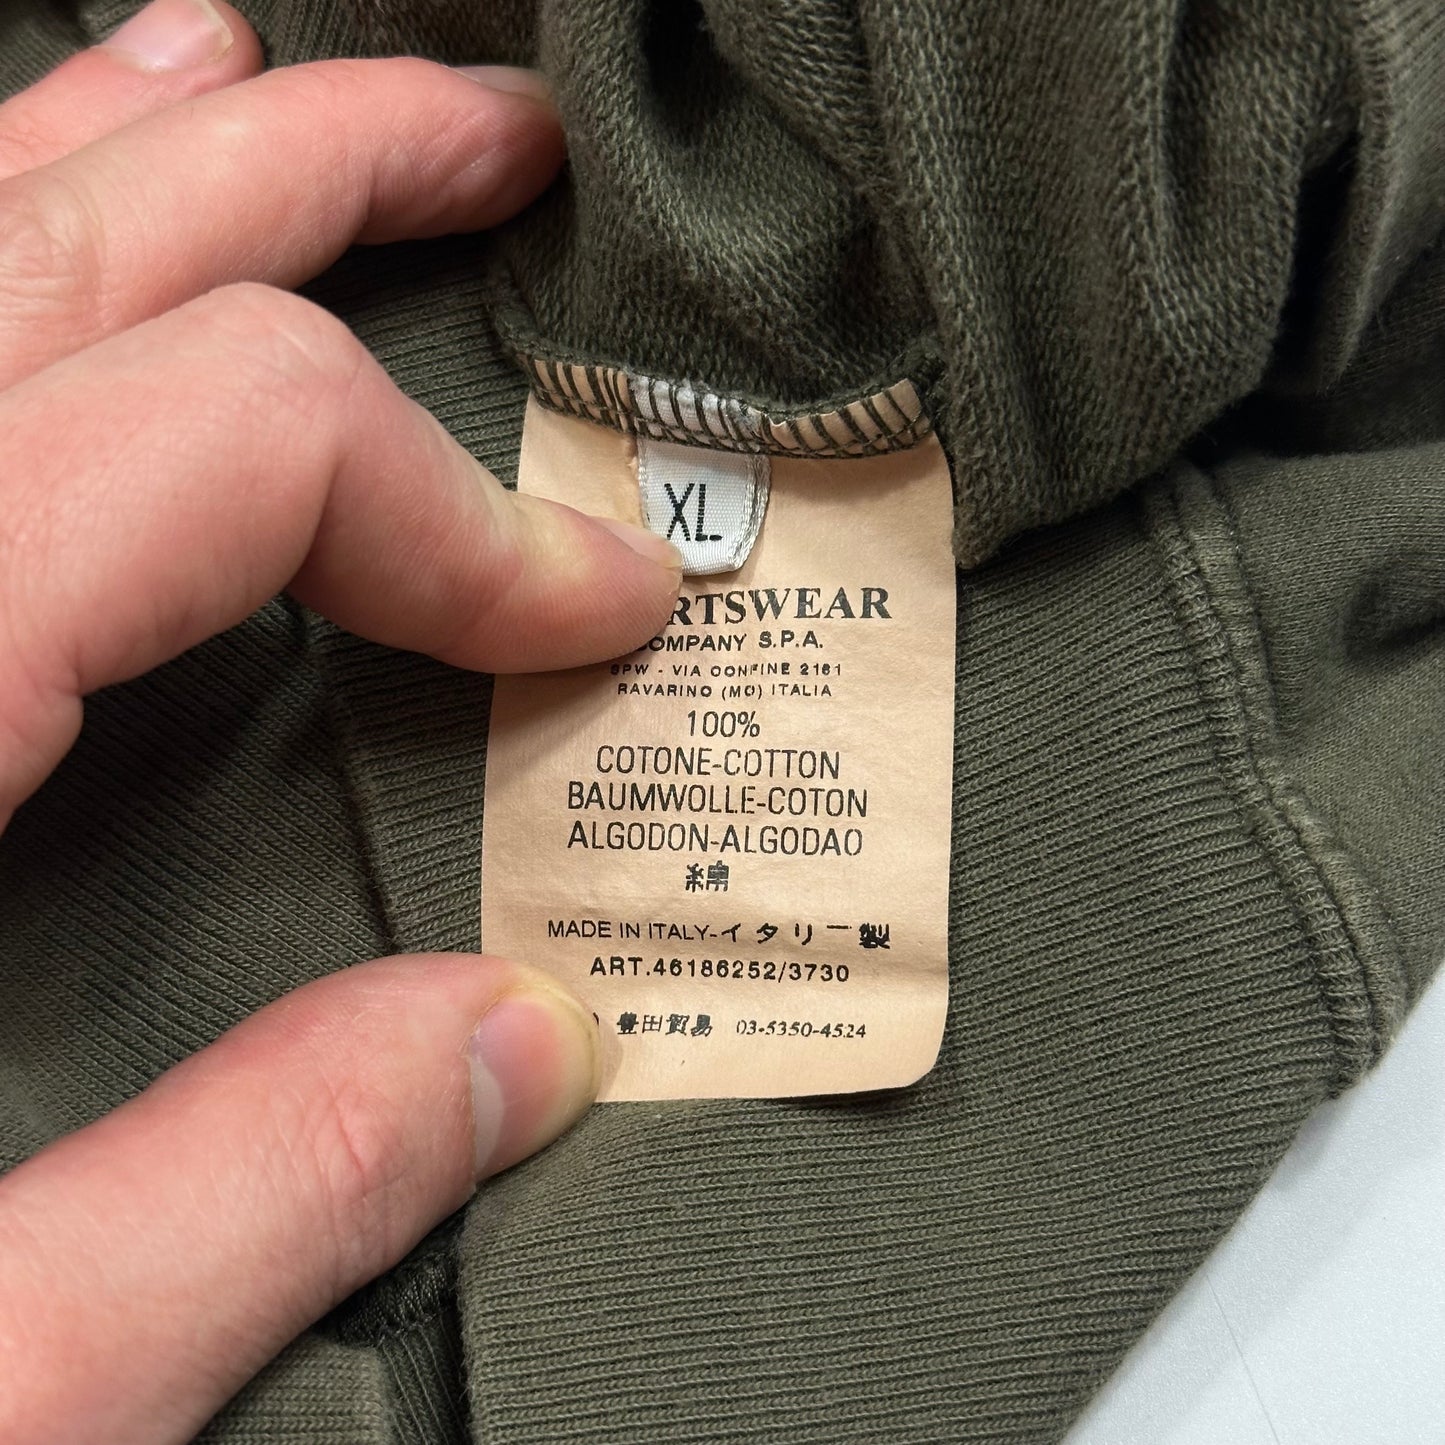 XL
RTSWEAR
COMPANY S.P.A.
SPW - VIA CONFINE 2161
RAVARINO (MO) ITALIA
100%
COTONE-COTTON
BAUMWOLLE-COTON
ALGODON-ALGODAO
綿
MADE IN ITALY-イタリー製
ART.46186252/3730
) 豊田貿易 03-5350-4524